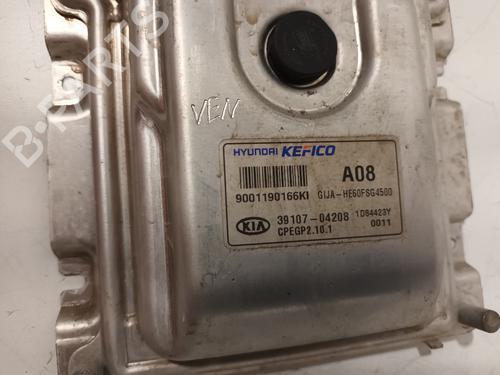 B-PARTS
VEN
HYUNDAI KEFICO A08
9001190166KI GIJA-HE60FSG4500
KIA 39107-04208 1D84423Y
CPEGP2.10.1 0011